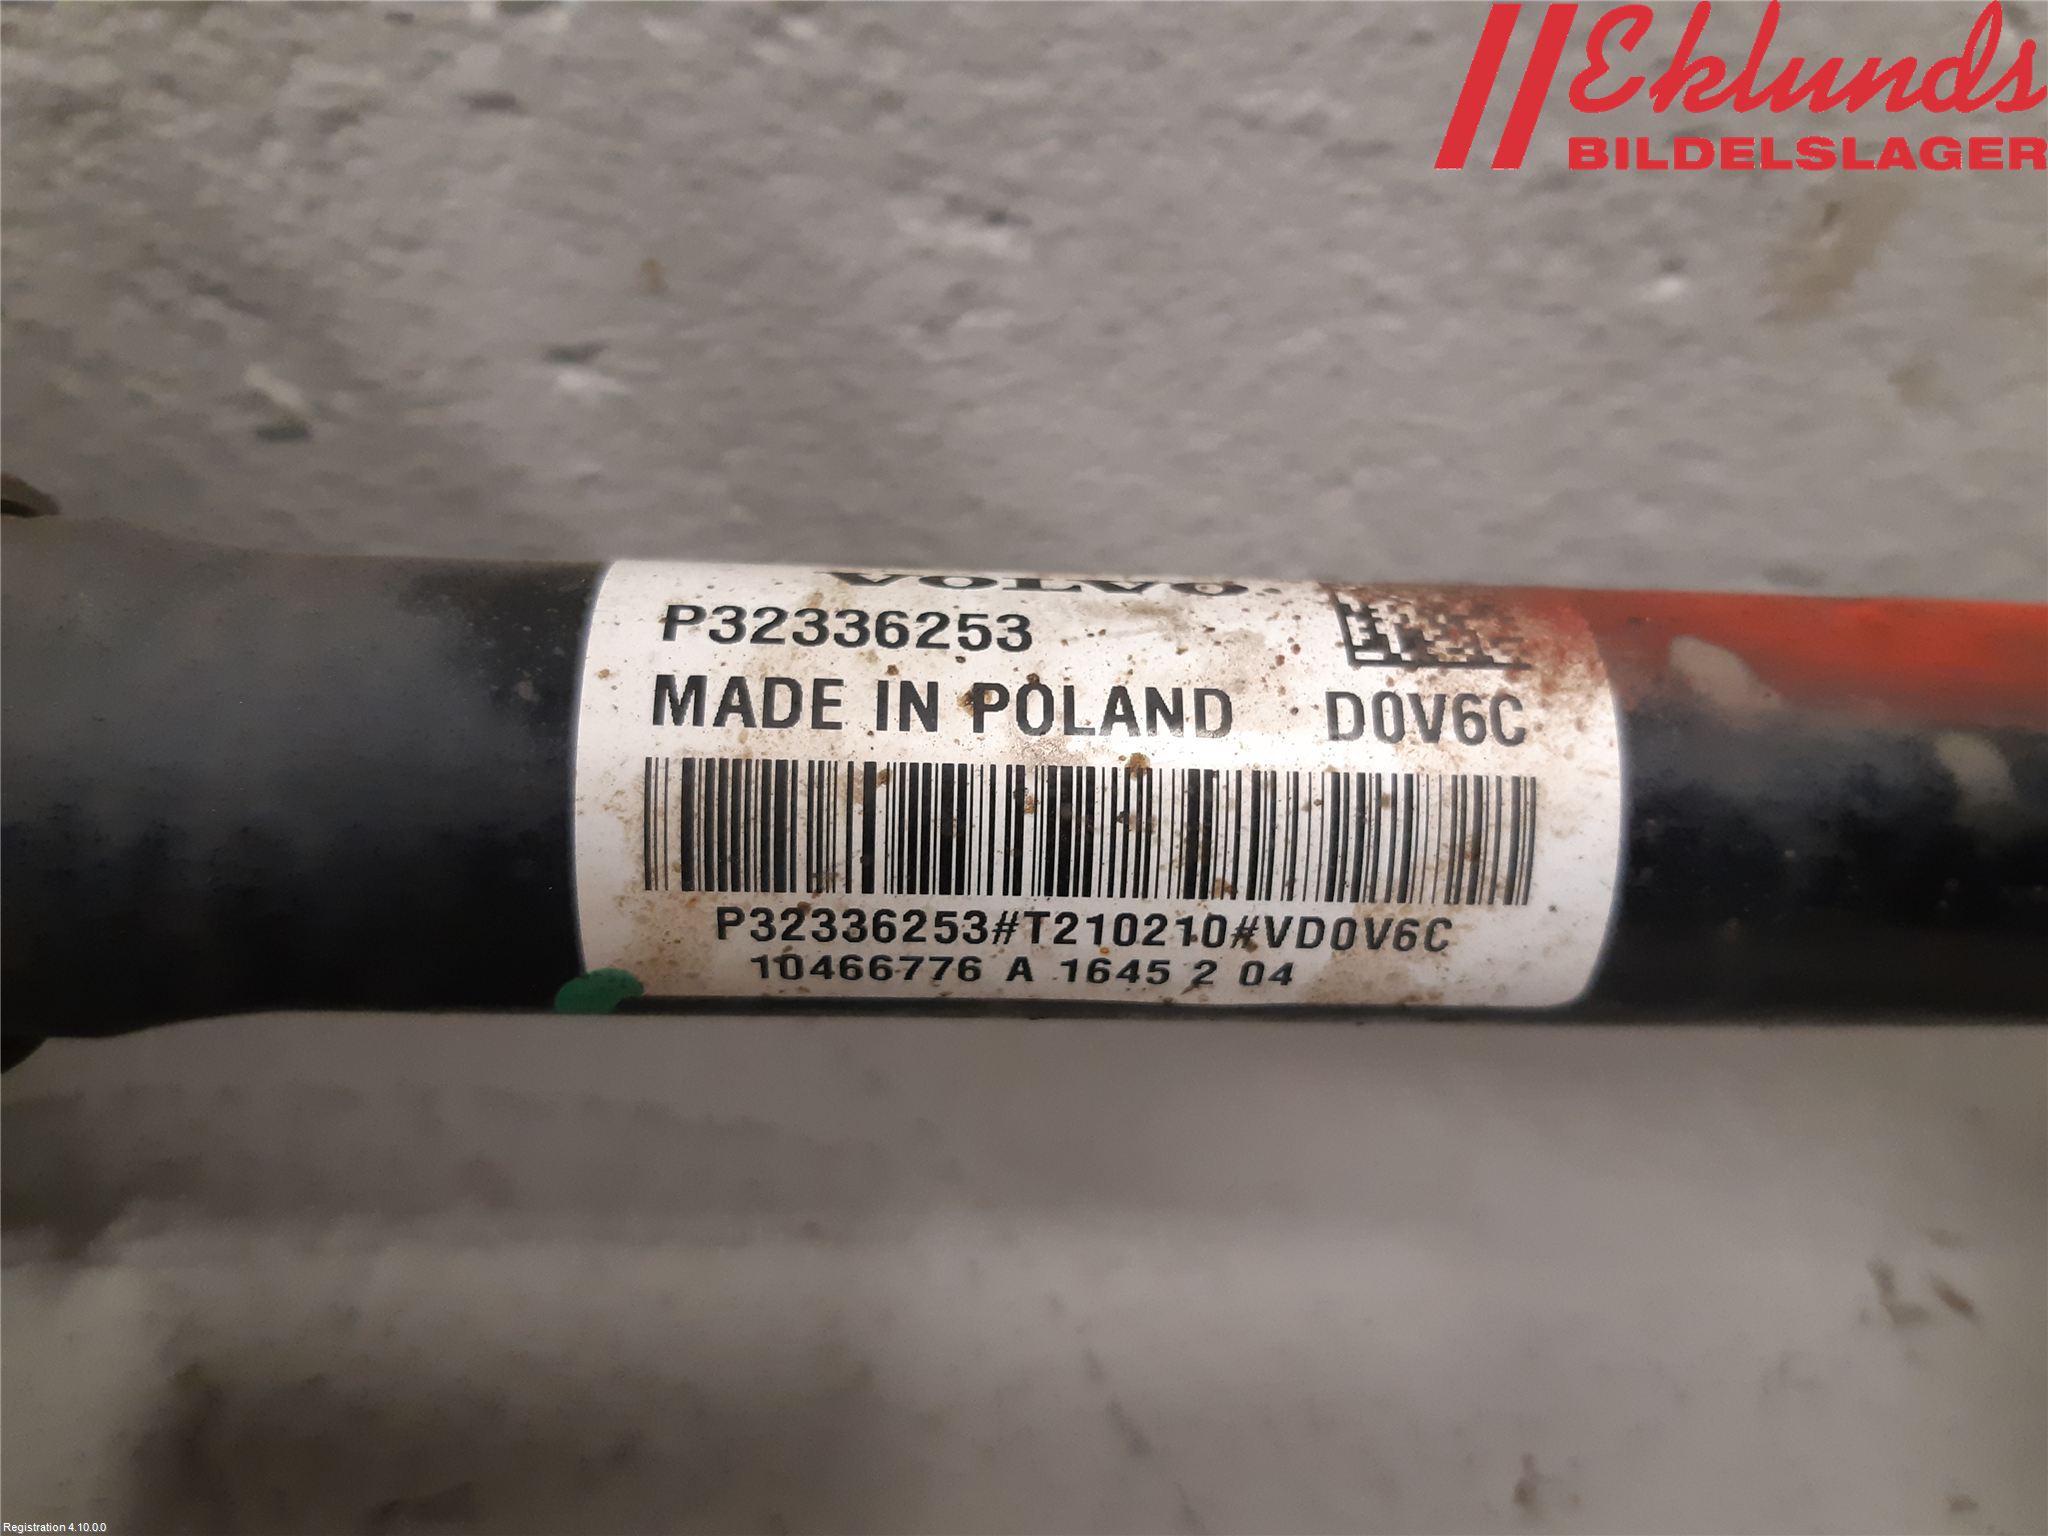 Eklunds
BILDELSLAGER
VOLVO
P32336253
MADE IN POLAND D0V6C
P32336253#T210210#VD0V6C
10466776 A 1645 2 04
Registration 4.10.0.0